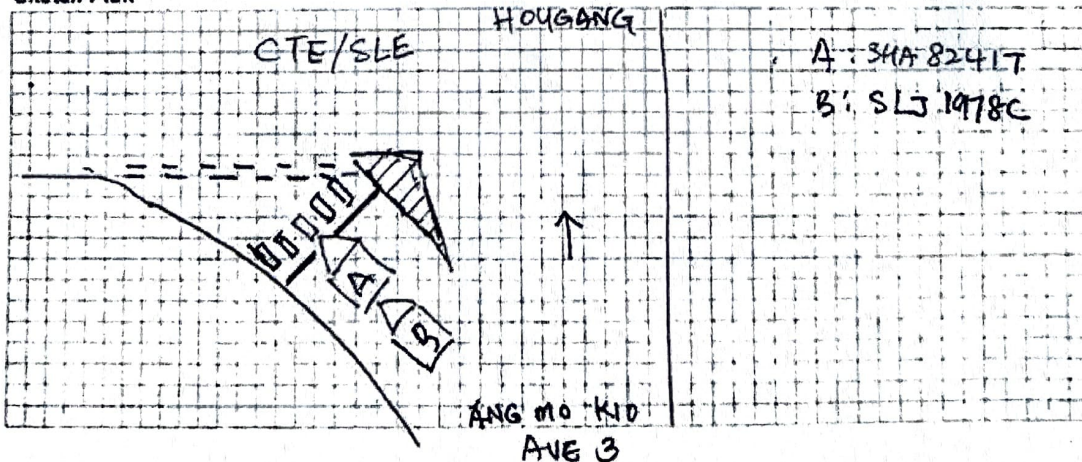 HOUGANG
CTE/SLE
A : SHA 8241T
B : SLJ 1978C
A
B
ANG MO KIO
AVE 3